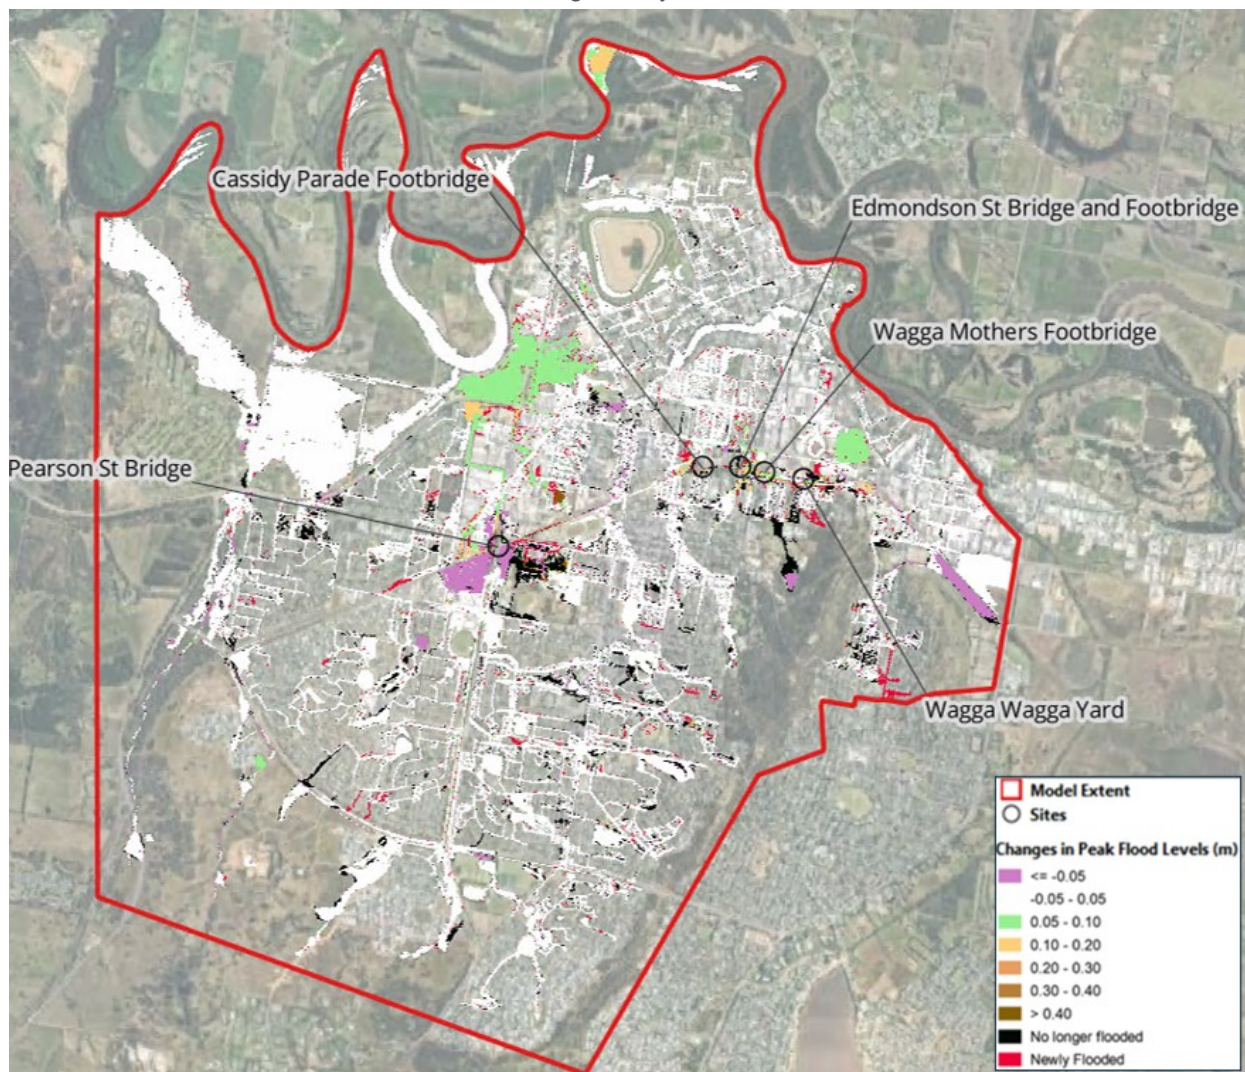 Cassidy Parade Footbridge
Edmondson St Bridge and Footbridge
Wagga Mothers Footbridge
Pearson St Bridge
Wagga Wagga Yard
Model Extent
Sites
Changes in Peak Flood Levels (m)
<= -0.05
-0.05 - 0.05
0.05 - 0.10
0.10 - 0.20
0.20 - 0.30
0.30 - 0.40
> 0.40
No longer flooded
Newly Flooded